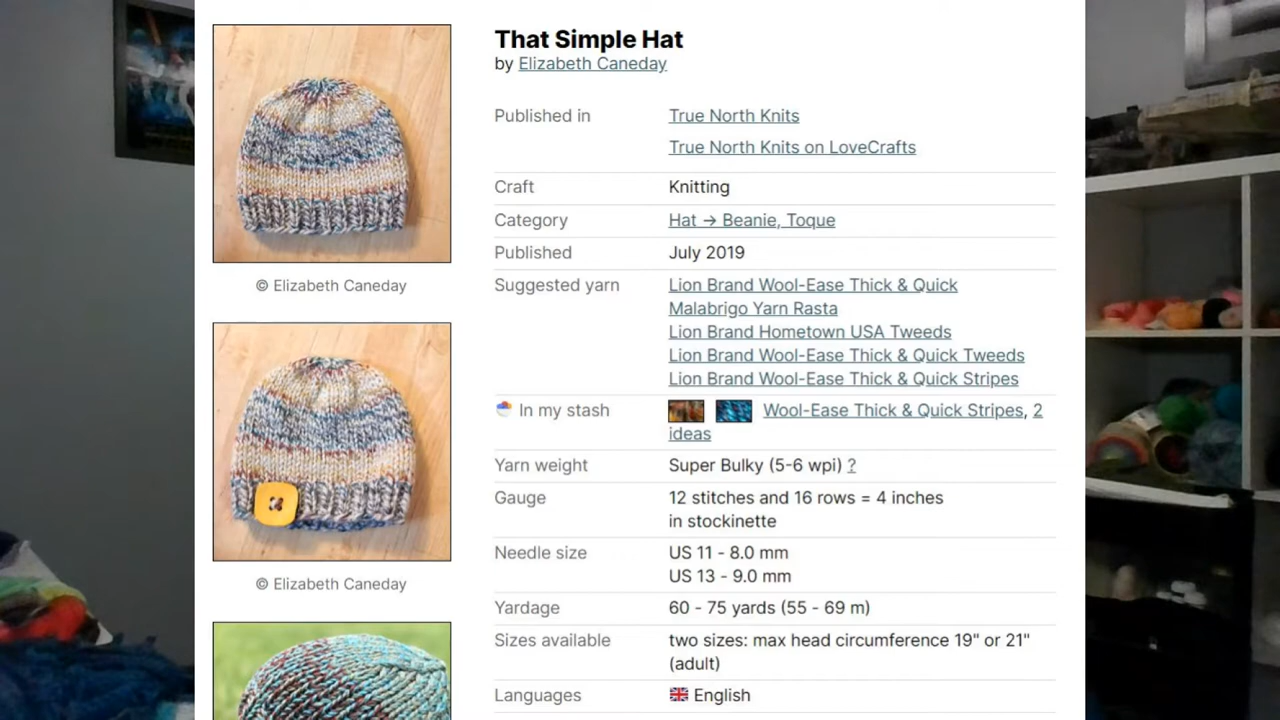 That Simple Hat
by Elizabeth Caneday
Published in True North Knits
True North Knits on LoveCrafts
Craft Knitting
Category Hat → Beanie, Toque
Published July 2019
Suggested yarn Lion Brand Wool-Ease Thick & Quick
Malabrigo Yarn Rasta
Lion Brand Hometown USA Tweeds
Lion Brand Wool-Ease Thick & Quick Tweeds
Lion Brand Wool-Ease Thick & Quick Stripes
In my stash Wool-Ease Thick & Quick Stripes, 2
ideas
Yarn weight Super Bulky (5-6 wpi) ?
Gauge 12 stitches and 16 rows = 4 inches
in stockinette
Needle size US 11 - 8.0 mm
US 13 - 9.0 mm
Yardage 60 - 75 yards (55 - 69 m)
Sizes available two sizes: max head circumference 19" or 21"
(adult)
Languages English
© Elizabeth Caneday
© Elizabeth Caneday